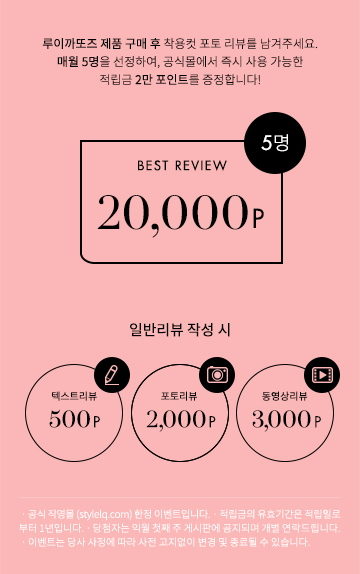 루이까또즈 제품 구매 후 착용컷 포토 리뷰를 남겨주세요.
매월 5명을 선정하여, 공식몰에서 즉시 사용 가능한
적립금 2만 포인트를 증정합니다!
5명
BEST REVIEW
20,000P
일반리뷰 작성 시
텍스트리뷰
500P
포토리뷰
2,000P
동영상리뷰
3,000P
· 공식 직영몰 (stylelq.com) 한정 이벤트입니다. · 적립금의 유효기간은 적립일로
부터 1년입니다. · 당첨자는 익월 첫째 주 게시판에 공지되며 개별 연락드립니다.
· 이벤트는 당사 사정에 따라 사전 고지없이 변경 및 종료될 수 있습니다.